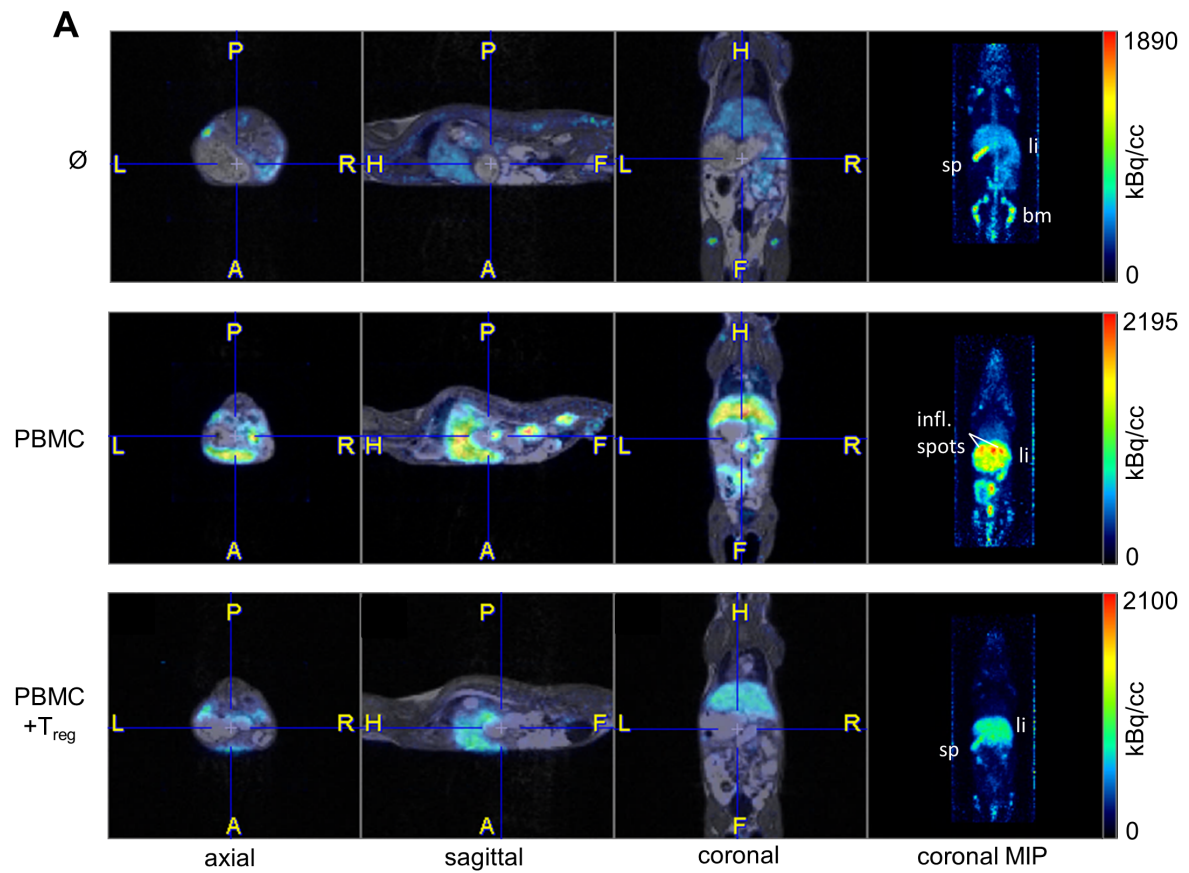 A
P P H 1890
Ø L R H F L R sp li kBq/cc
bm
A A F 0
P P H 2195
infl.
PBMC L R H F L R spots li kBq/cc
A A F 0
P P H 2100
PBMC
+Treg L R H F L R sp li kBq/cc
A A F 0
axial sagittal coronal coronal MIP